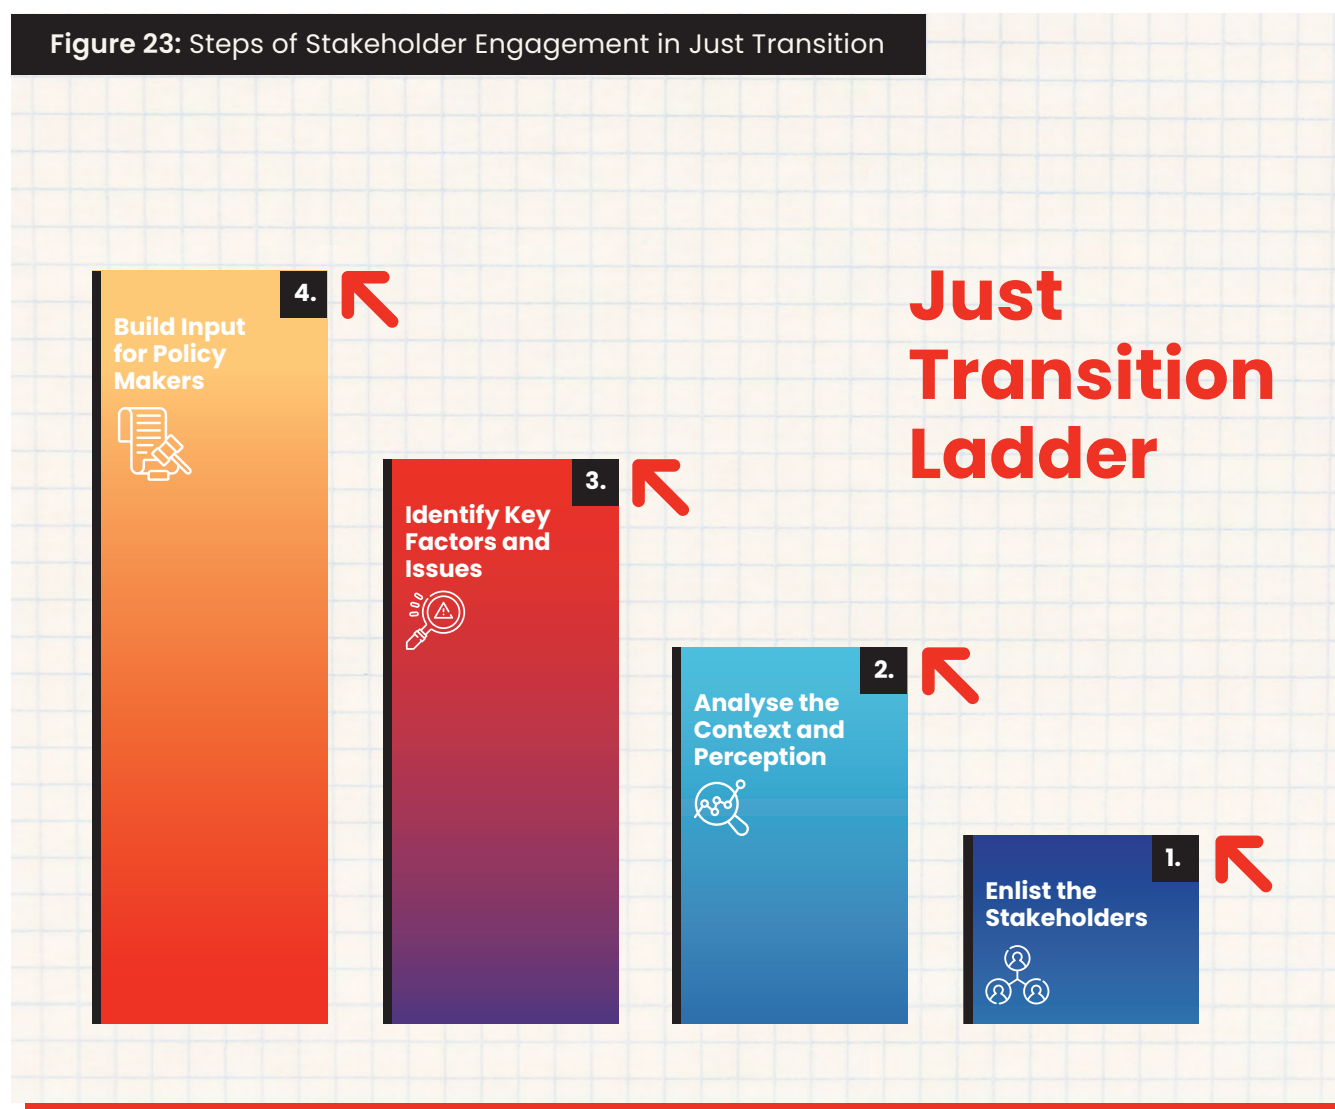 Figure 23: Steps of Stakeholder Engagement in Just Transition
Just
Transition
Ladder
4.
Build Input
for Policy
Makers
3.
Identify Key
Factors and
Issues
2.
Analyse the
Context and
Perception
1.
Enlist the
Stakeholders